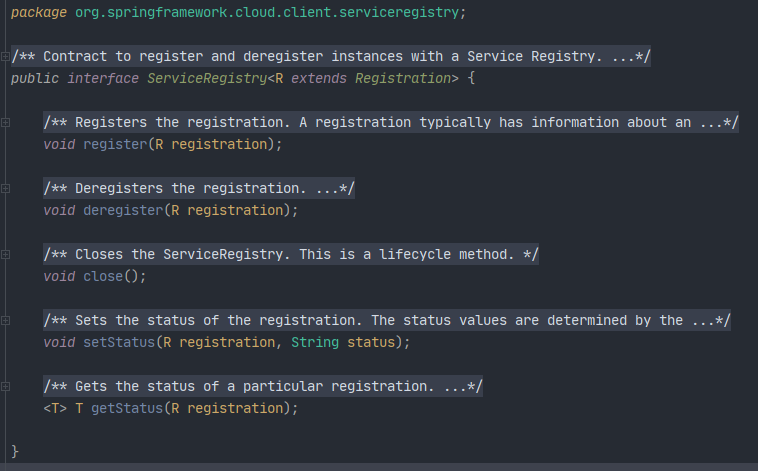 package org.springframework.cloud.client.serviceregistry;
/** Contract to register and deregister instances with a Service Registry. ...*/
public interface ServiceRegistry<R extends Registration> {
/** Registers the registration. A registration typically has information about an ...*/
void register(R registration);
/** Deregisters the registration. ...*/
void deregister(R registration);
/** Closes the ServiceRegistry. This is a lifecycle method. */
void close();
/** Sets the status of the registration. The status values are determined by the ...*/
void setStatus(R registration, String status);
/** Gets the status of a particular registration. ...*/
<T> T getStatus(R registration);
}